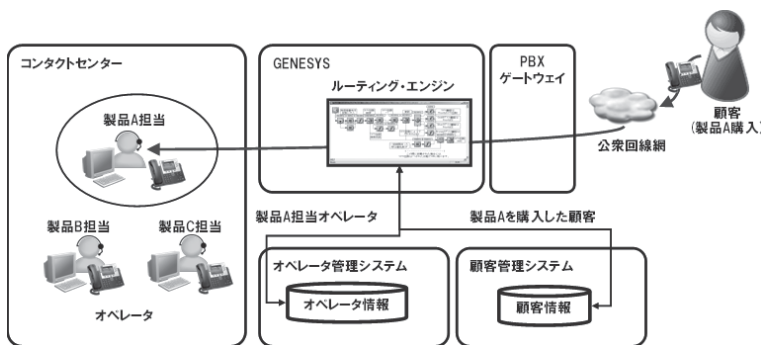 コンタクトセンター
製品A担当
製品B担当
製品C担当
オペレータ
GENESYS
ルーティング・エンジン
PBX
ゲートウェイ
公衆回線網
顧客
(製品A購入)
製品A担当オペレータ
製品Aを購入した顧客
オペレータ管理システム
オペレータ情報
顧客管理システム
顧客情報